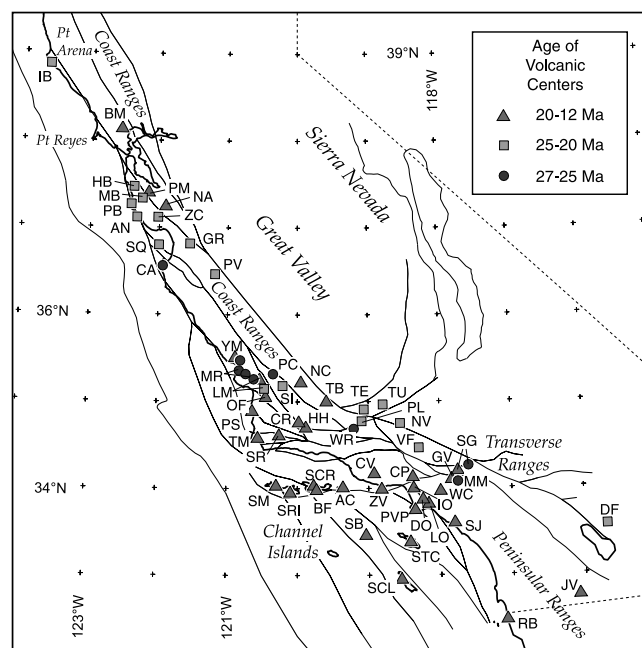 Pt
Arena
IB
Coast Ranges
39°N
118°W
Age of
Volcanic
Centers
20-12 Ma
25-20 Ma
27-25 Ma
BM
Pt Reyes
Sierra Nevada
HB
MB
PB
AN
PM
NA
ZC
SQ
GR
CA
PV
Great Valley
36°N
Coast Ranges
YM
MR
LM
OF
PS
TM
PC
NC
SI
TB
CR
HH
SR
WR
TE
TU
PL
NV
VF
SG
GV
Transverse
Ranges
34°N
CV
CP
MM
WC
SCR
SM
SRI
BF
AC
ZV
IO
PVP
DO
LO
SJ
DF
Channel
Islands
SB
STC
SCL
Peninsular Ranges
JV
RB
123°W
121°W